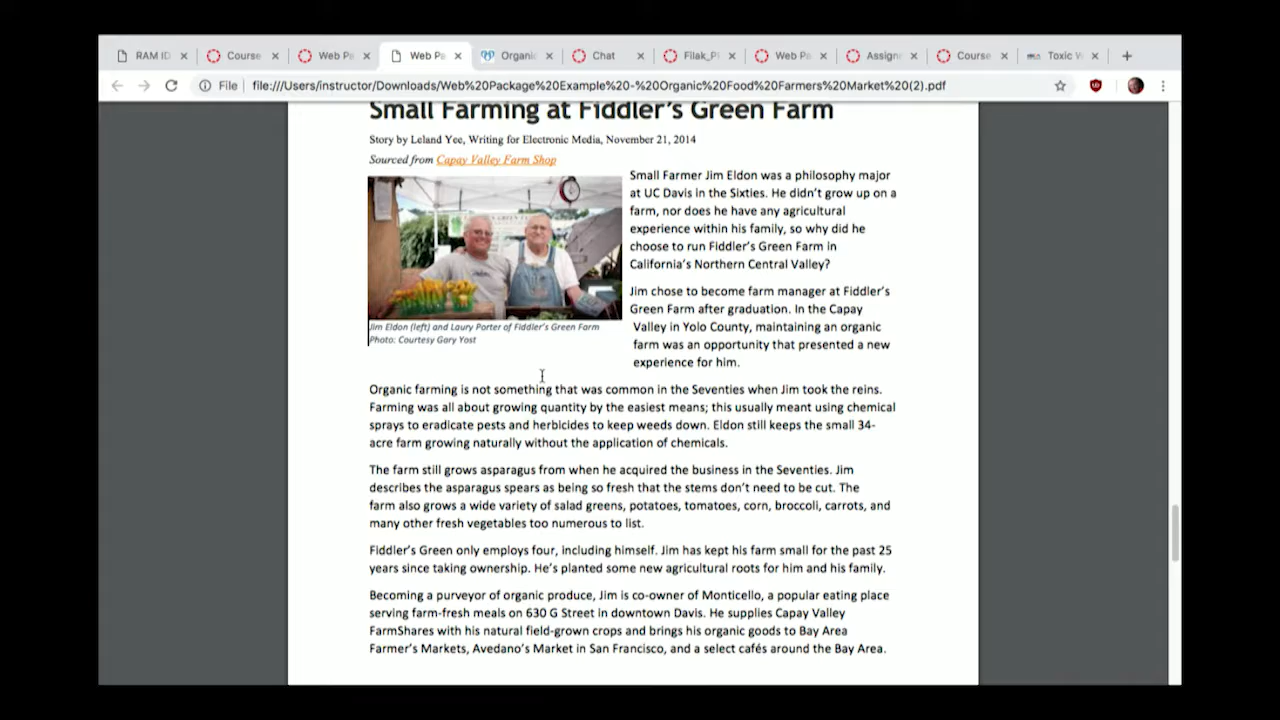 RAM ID
Course
Web Pa
Web Pa
Organic
Chat
Filak_Pl
Web Pa
Assignm
Course
Toxic W
File
file:///Users/instructor/Downloads/Web%20Package%20Example%20-%20Organic%20Food%20Farmers%20Market%20(2).pdf
Small Farming at Fiddler's Green Farm
Story by Leland Yee, Writing for Electronic Media, November 21, 2014
Sourced from Capay Valley Farm Shop
Small Farmer Jim Eldon was a philosophy major
at UC Davis in the Sixties. He didn't grow up on a
farm, nor does he have any agricultural
experience within his family, so why did he
choose to run Fiddler's Green Farm in
California's Northern Central Valley?
Jim chose to become farm manager at Fiddler's
Green Farm after graduation. In the Capay
Valley in Yolo County, maintaining an organic
farm was an opportunity that presented a new
experience for him.
Jim Eldon (left) and Laury Porter of Fiddler's Green Farm
Photo: Courtesy Gary Yost
Organic farming is not something that was common in the Seventies when Jim took the reins.
Farming was all about growing quantity by the easiest means; this usually meant using chemical
sprays to eradicate pests and herbicides to keep weeds down. Eldon still keeps the small 34-
acre farm growing naturally without the application of chemicals.
The farm still grows asparagus from when he acquired the business in the Seventies. Jim
describes the asparagus spears as being so fresh that the stems don't need to be cut. The
farm also grows a wide variety of salad greens, potatoes, tomatoes, corn, broccoli, carrots, and
many other fresh vegetables too numerous to list.
Fiddler's Green only employs four, including himself. Jim has kept his farm small for the past 25
years since taking ownership. He's planted some new agricultural roots for him and his family.
Becoming a purveyor of organic produce, Jim is co-owner of Monticello, a popular eating place
serving farm-fresh meals on 630 G Street in downtown Davis. He supplies Capay Valley
FarmShares with his natural field-grown crops and brings his organic goods to Bay Area
Farmer's Markets, Avedano's Market in San Francisco, and a select cafés around the Bay Area.